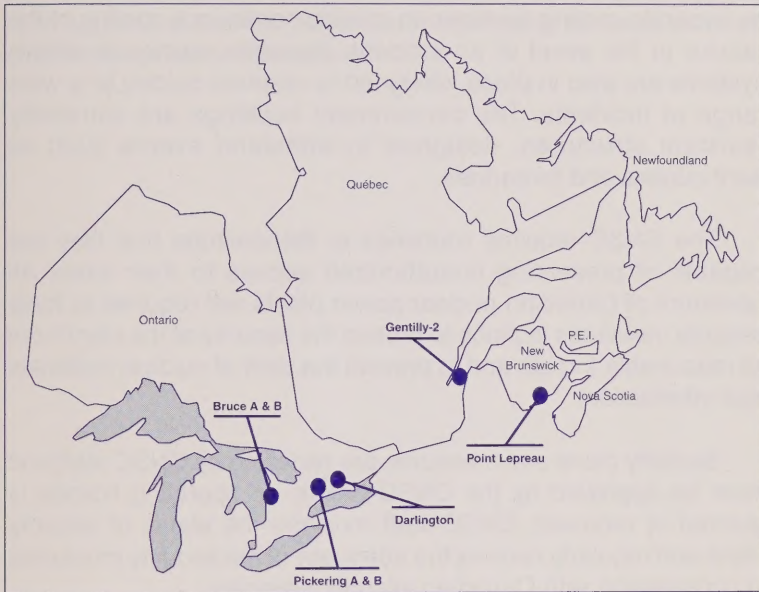 Newfoundland
Québec
Ontario
Gentilly-2
P.E.I.
New
Brunswick
Nova Scotia
Bruce A & B
Point Lepreau
Darlington
Pickering A & B